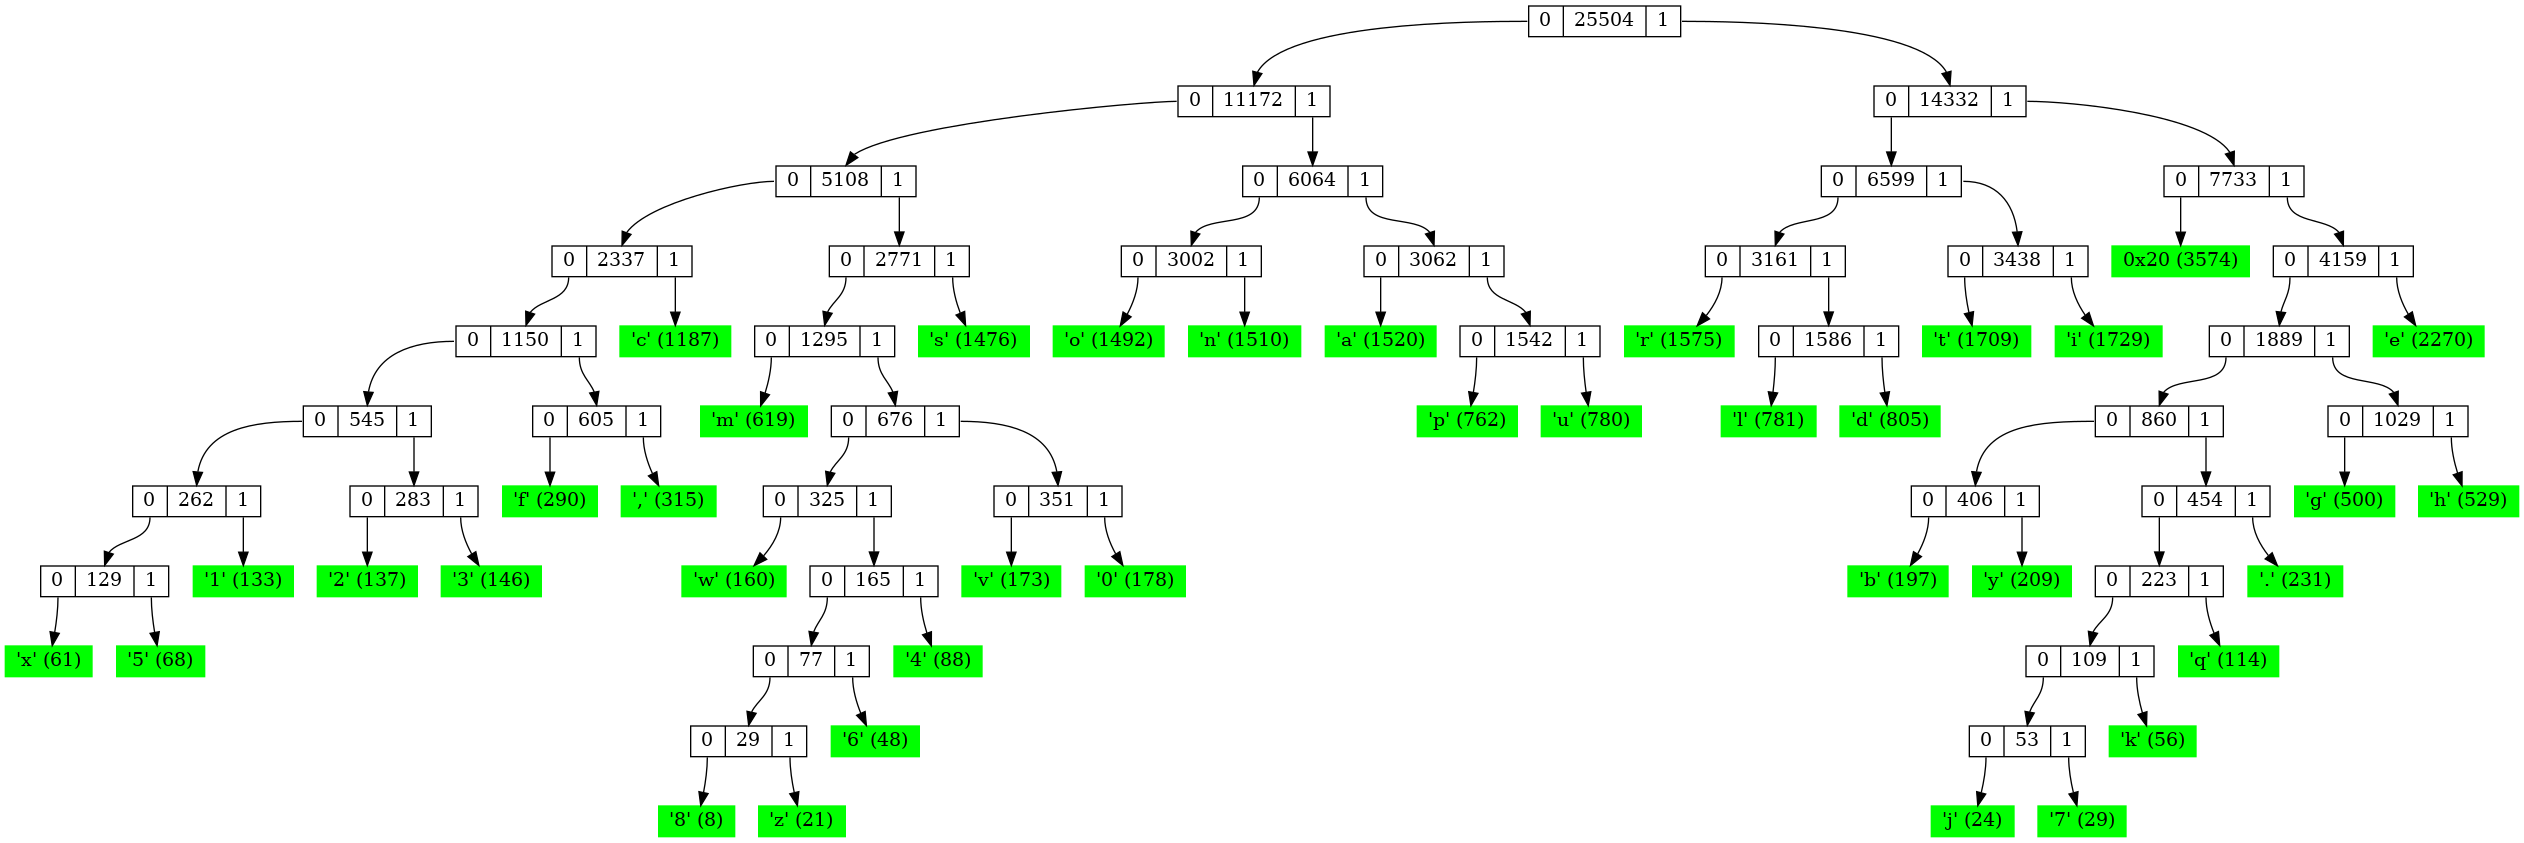 0 25504 1
0 11172 1 0 14332 1
0 5108 1 0 6064 1 0 6599 1 0 7733 1
0 2337 1 0 2771 1 0 3002 1 0 3062 1 0 3161 1 0 3438 1 0x20 (3574) 0 4159 1
0 1150 1 'c' (1187) 0 1295 1 's' (1476) 'o' (1492) 'n' (1510) 'a' (1520) 0 1542 1 'r' (1575) 0 1586 1 't' (1709) 'i' (1729) 0 1889 1 'e' (2270)
0 545 1 0 605 1 'm' (619) 0 676 1 'p' (762) 'u' (780) 'l' (781) 'd' (805) 0 860 1 0 1029 1
0 262 1 0 283 1 'f' (290) ',' (315) 0 325 1 0 351 1 0 406 1 0 454 1 'g' (500) 'h' (529)
0 129 1 '1' (133) '2' (137) '3' (146) 'w' (160) 0 165 1 'v' (173) '0' (178) 'b' (197) 'y' (209) 0 223 1 '.' (231)
'x' (61) '5' (68) 0 77 1 '4' (88) 0 109 1 'q' (114)
0 29 1 '6' (48) 0 53 1 'k' (56)
'8' (8) 'z' (21) 'j' (24) '7' (29)